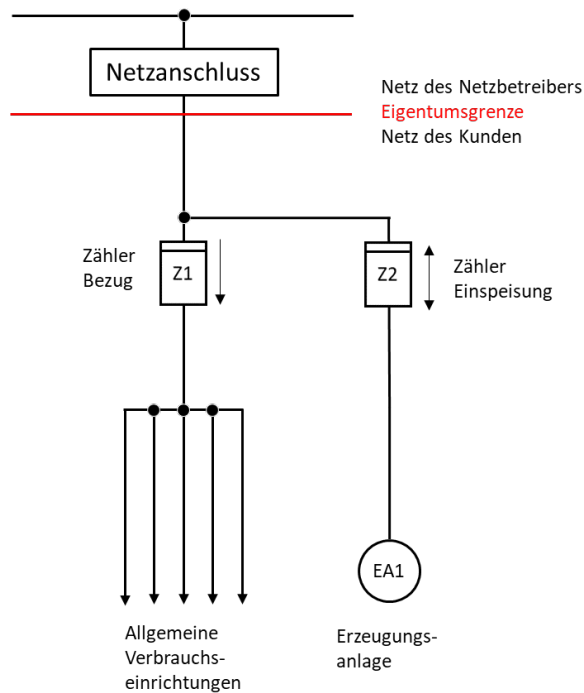 Netzanschluss
Netz des Netzbetreibers
Eigentumsgrenze
Netz des Kunden
Zähler
Bezug
Z1
Z2
Zähler
Einspeisung
EA1
Allgemeine
Verbrauchs-
einrichtungen
Erzeugungs-
anlage